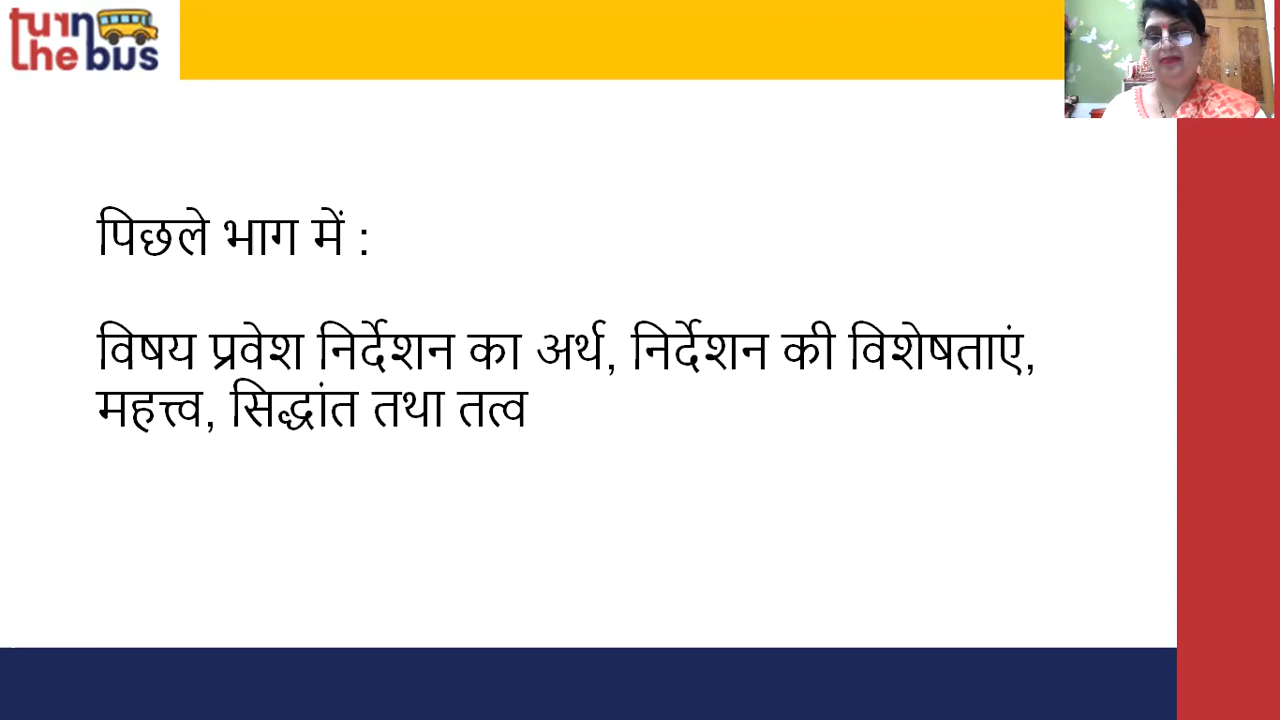 turn
the bus
पिछले भाग में :
विषय प्रवेश निर्देशन का अर्थ, निर्देशन की विशेषताएं,
महत्त्व, सिद्धांत तथा तत्व